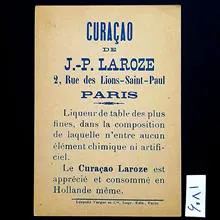 CURAÇAO
DE
J.-P. LAROZE
2, Rue des Lions-Saint-Paul
PARIS
Liqueur de table des plus
fines, dans la composition
de laquelle n'entre aucun
élément chimique ni artifi-
ciel.
Le Curaçao Laroze est
apprécié et consommé en
Hollande même.